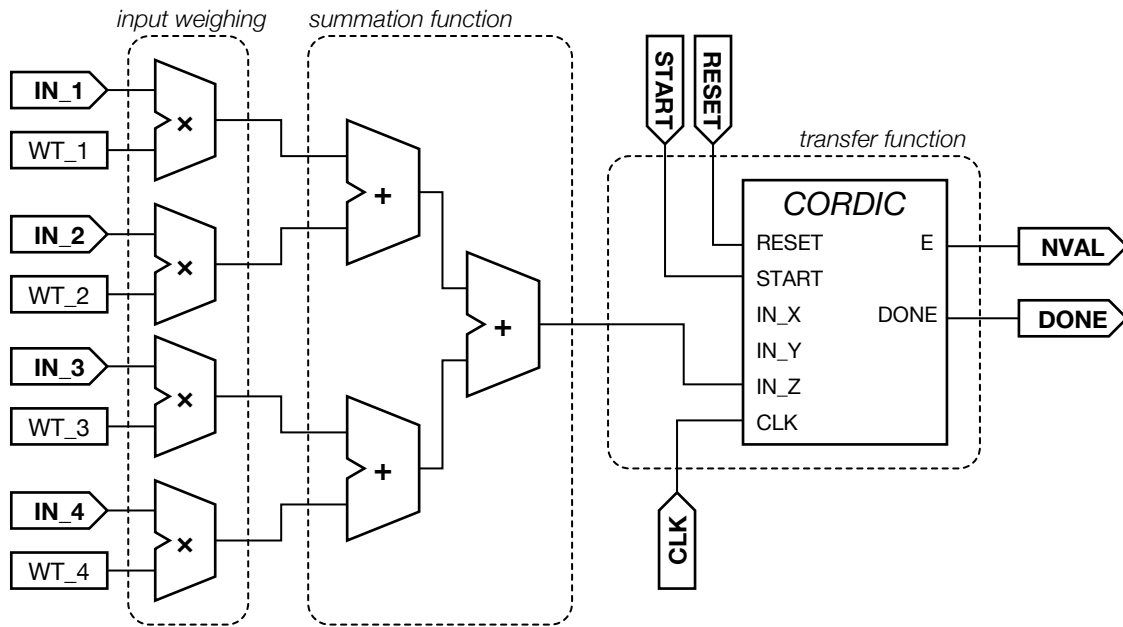 input weighing
summation function
IN_1
×
WT_1
IN_2
×
WT_2
IN_3
×
WT_3
IN_4
×
WT_4
+
+
+
START
RESET
transfer function
CORDIC
RESET
START
IN_X
IN_Y
IN_Z
CLK
E
DONE
NVAL
DONE
CLK